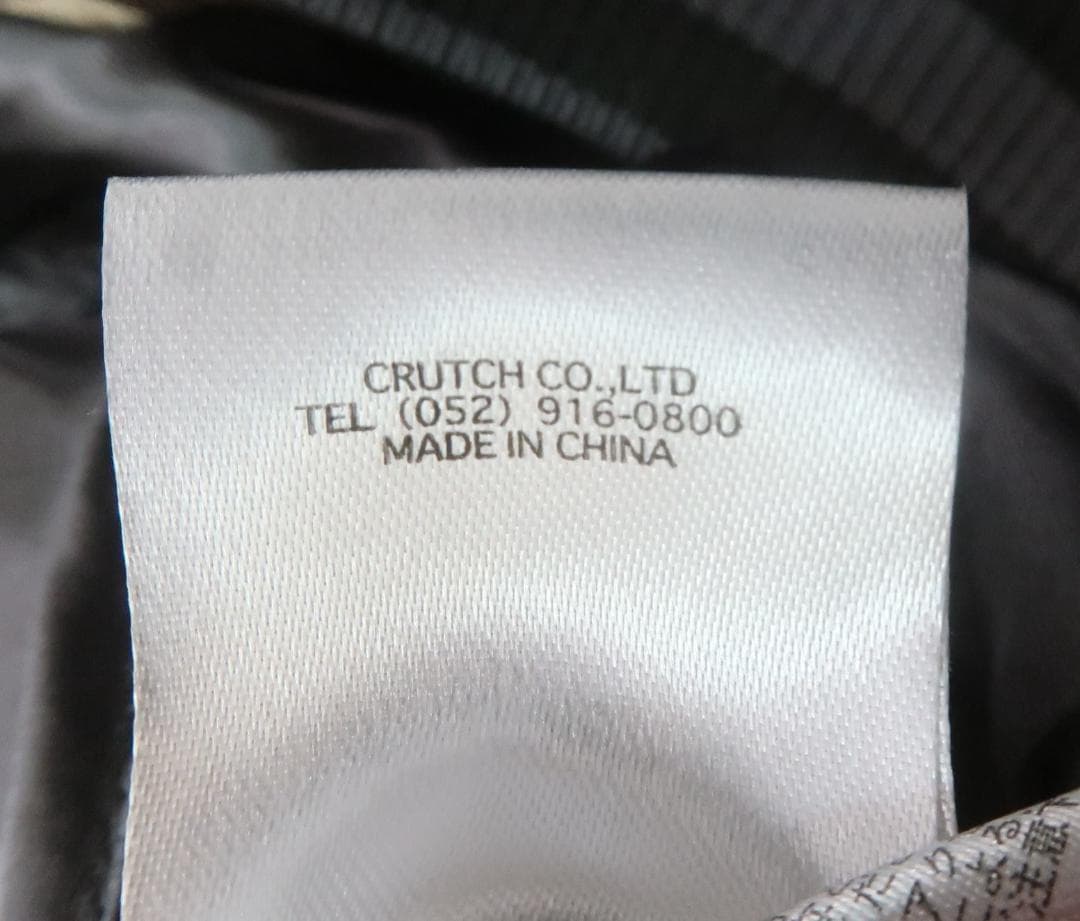 CRUTCH CO.,LTD
TEL (052) 916-0800
MADE IN CHINA